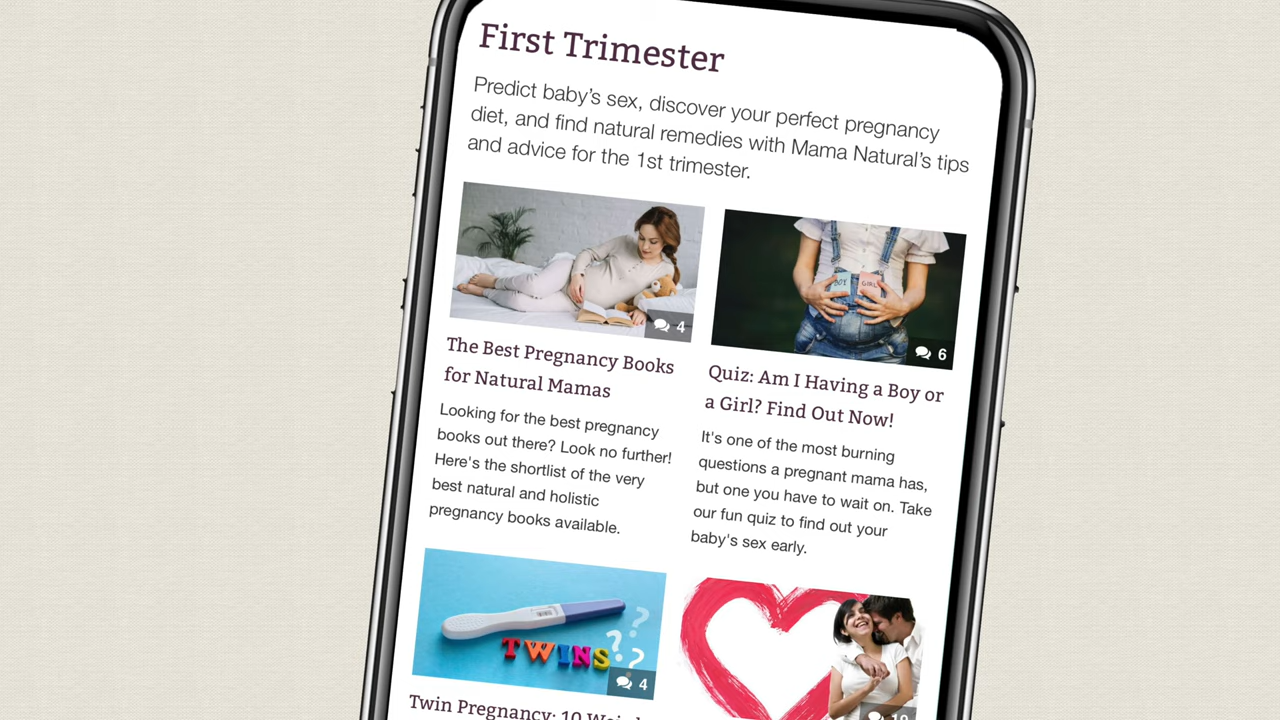 First Trimester
Predict baby's sex, discover your perfect pregnancy
diet, and find natural remedies with Mama Natural's tips
and advice for the 1st trimester.
4
BOY
GIRL
6
The Best Pregnancy Books
for Natural Mamas
Looking for the best pregnancy
books out there? Look no further!
Here's the shortlist of the very
best natural and holistic
pregnancy books available.
Quiz: Am I Having a Boy or
a Girl? Find Out Now!
It's one of the most burning
questions a pregnant mama has,
but one you have to wait on. Take
our fun quiz to find out your
baby's sex early.
TWINS
???
4
Twin Pregnancy: 10